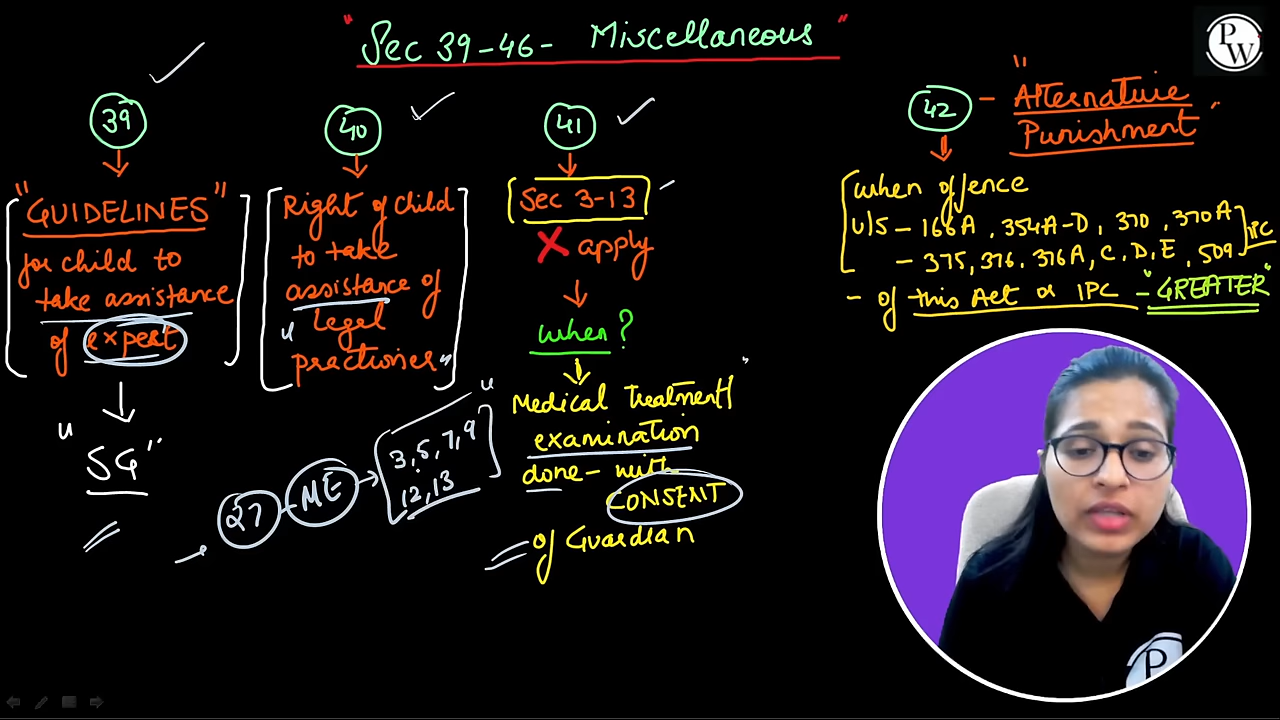 " Sec 39-46- Miscellaneous "
PW
39
"GUIDELINES"
for child to
take assistance
of expert
"SG"
40
Right of child
to take
assistance of
"Legal
practioner"
27 - ME → 3,5,7,9
12,13
41
Sec 3-13
X apply
when?
Medical treatment/
examination
done- with
CONSENT
of Guardian
42 - "Alternative
Punishment"
when offence
u/s - 166A, 354A-D, 370, 370A
- 375, 376, 376A, C, D, E, 509 IPC
- of this Act or IPC - "GREATER"
P